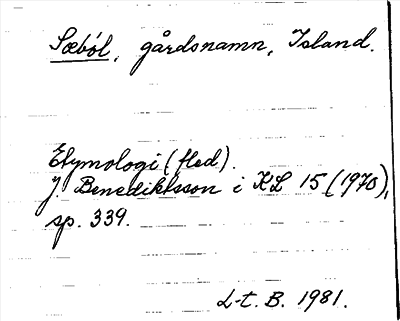 Sæból, gårdsnamn, Island.
Etymologi (fled).
J. Benediktsson i KL 15 (1970),
sp. 339.
L-t. B. 1981.